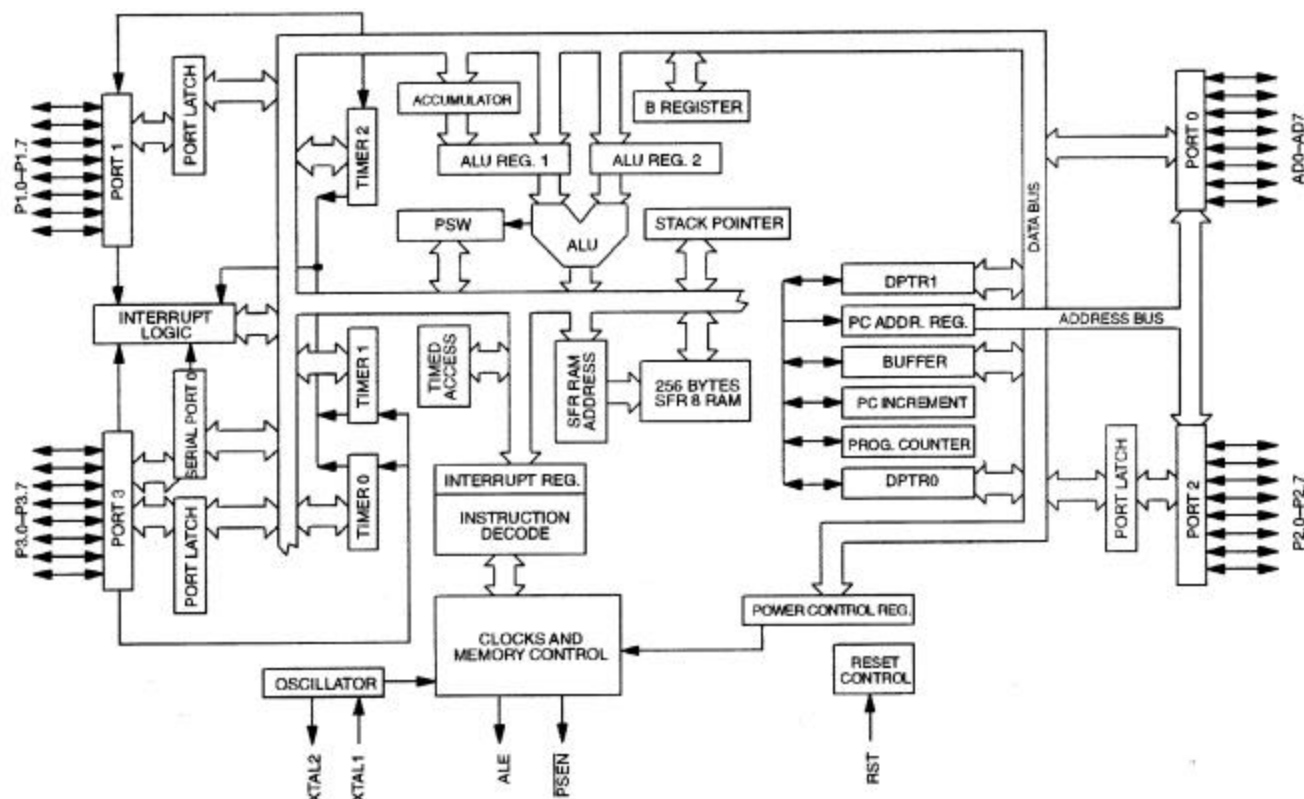 P1.0–P1.7
PORT 1
PORT LATCH
TIMER 2
ACCUMULATOR
B REGISTER
ALU REG. 1
ALU REG. 2
PSW
ALU
STACK POINTER
DATA BUS
PORT 0
AD0–AD7
INTERRUPT
LOGIC
SERIAL PORT 0
TIMER 1
TIMED
ACCESS
SFR RAM
ADDRESS
256 BYTES
SFR 8 RAM
DPTR1
PC ADDR. REG.
BUFFER
PC INCREMENT
PROG. COUNTER
DPTR0
ADDRESS BUS
P3.0–P3.7
PORT 3
PORT LATCH
TIMER 0
INTERRUPT REG.
INSTRUCTION
DECODE
PORT LATCH
PORT 2
P2.0–P2.7
POWER CONTROL REG.
CLOCKS AND
MEMORY CONTROL
RESET
CONTROL
OSCILLATOR
XTAL2
XTAL1
ALE
PSEN
RST